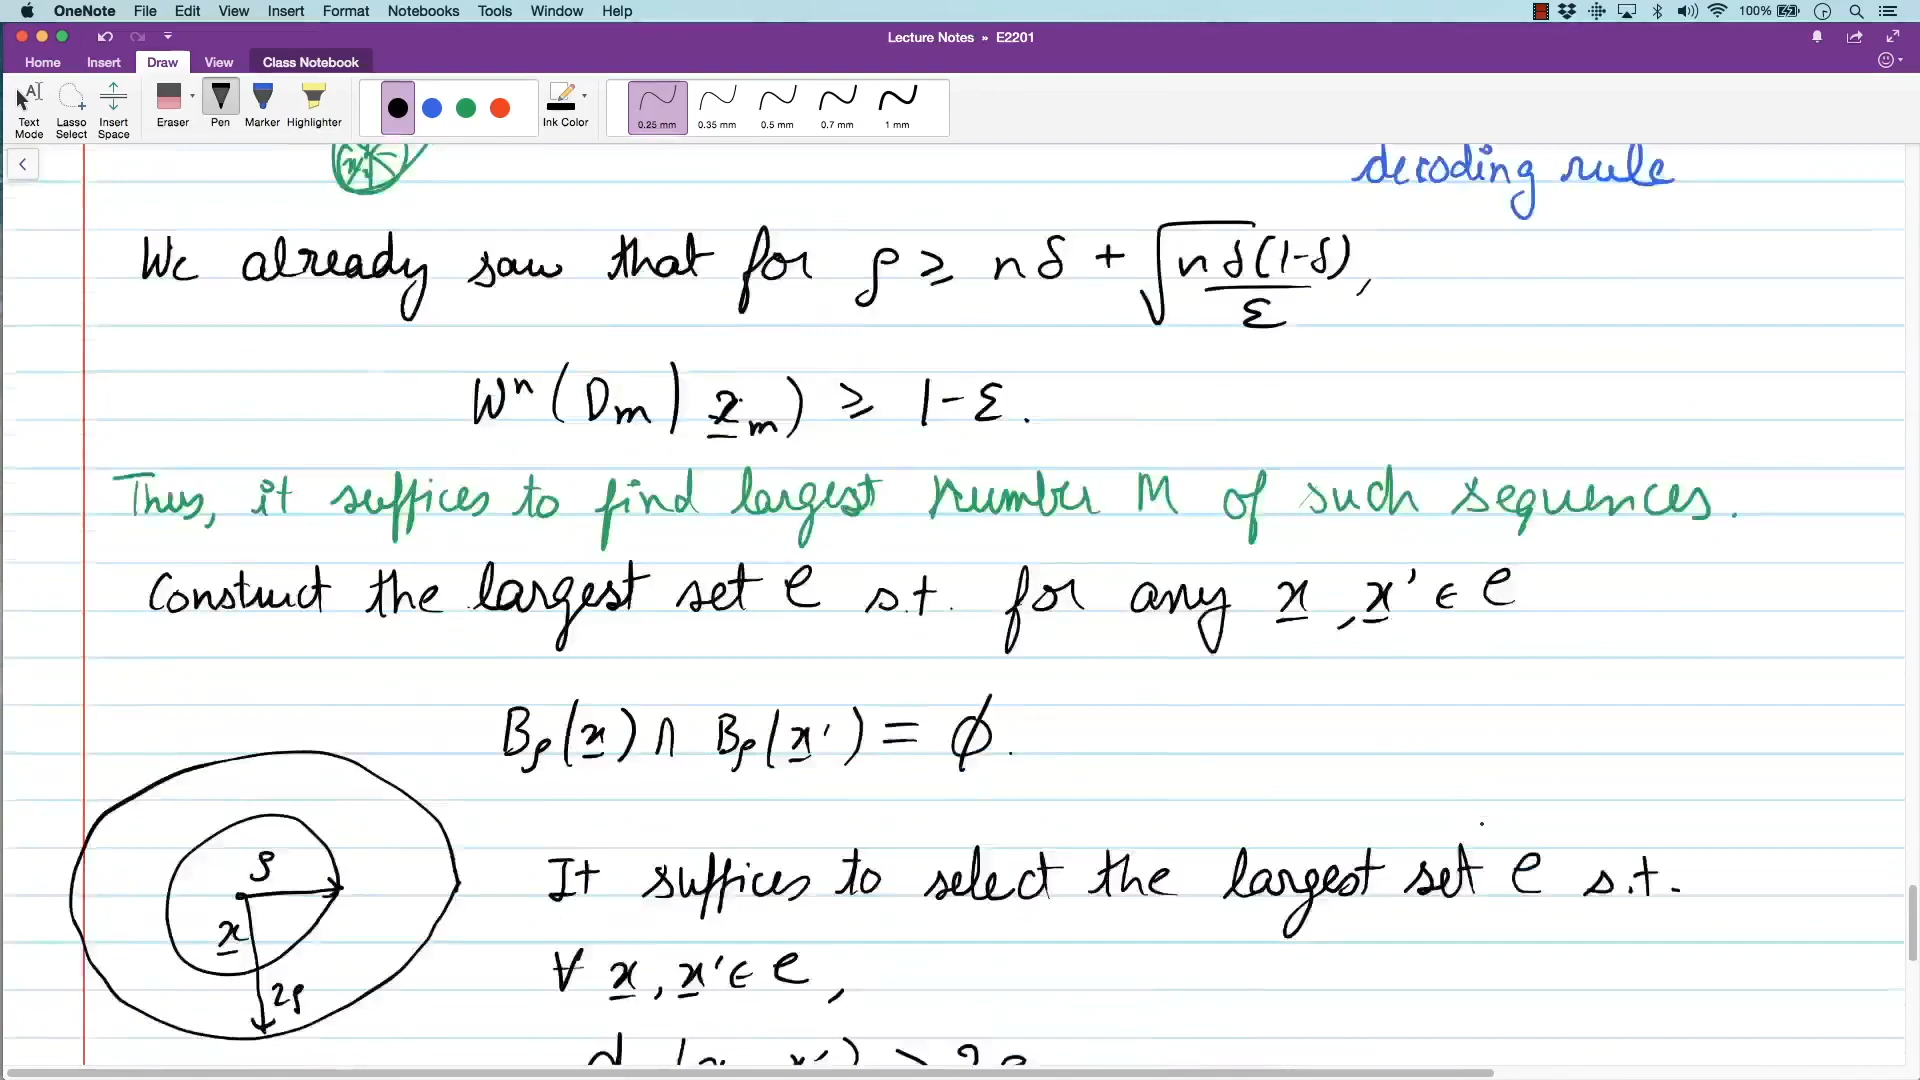 OneNote File Edit View Insert Format Notebooks Tools Window Help 100%
Lecture Notes » E2201
Home Insert Draw View Class Notebook
Text Mode Lasso Select Insert Space Eraser Pen Marker Highlighter Ink Color 0.25 mm 0.35 mm 0.5 mm 0.7 mm 1 mm
decoding rule
We already saw that for ρ ≥ nδ + √(nδ(1-δ)/ε),
Wⁿ(Dm | x̲m) ≥ 1-ε.
Thus, it suffices to find largest number M of such sequences.
Construct the largest set C s.t. for any x̲, x̲' ∈ C
Bρ(x̲) ∩ Bρ(x̲') = ϕ.
ρ
x̲
2ρ
It suffices to select the largest set C s.t.
∀ x̲, x̲' ∈ C,